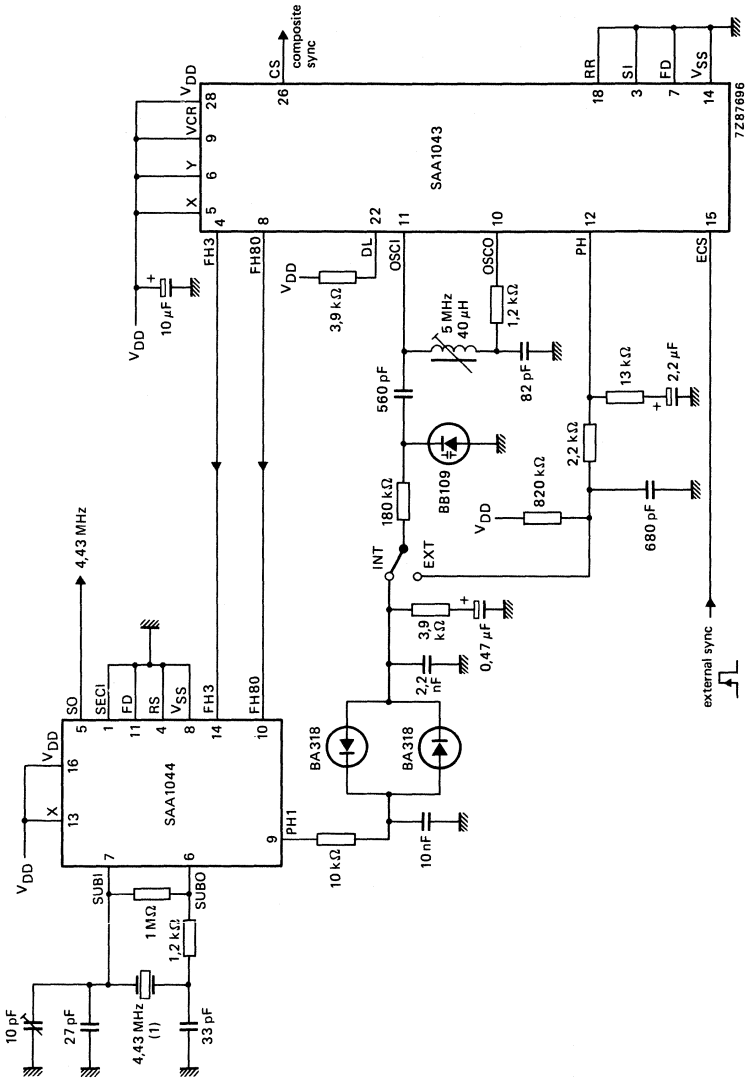 10 pF
27 pF
4,43 MHz
(1)
33 pF
1 MΩ
1,2 kΩ
VDD
SUBI
7
SUBO
6
13
X
16
VDD
SAA1044
9
PH1
5
SO
4,43 MHz
1
SECI
11
FD
4
RS
8
VSS
14
FH3
10
FH80
10 kΩ
10 nF
BA318
BA318
2,2
nF
3,9
kΩ
0,47 μF
+
INT
EXT
180 kΩ
BB109
560 pF
5 MHz
40 μH
82 pF
1,2 kΩ
VDD
820 kΩ
680 pF
2,2 kΩ
13 kΩ
+
2,2 μF
external sync
VDD
10 μF
+
VDD
3,9 kΩ
FH3
4
FH80
8
DL
22
OSCI
11
OSCO
10
PH
12
ECS
15
5
X
6
Y
9
VCR
28
VDD
SAA1043
26
CS
composite
sync
18
RR
3
SI
7
FD
14
VSS
7Z87696